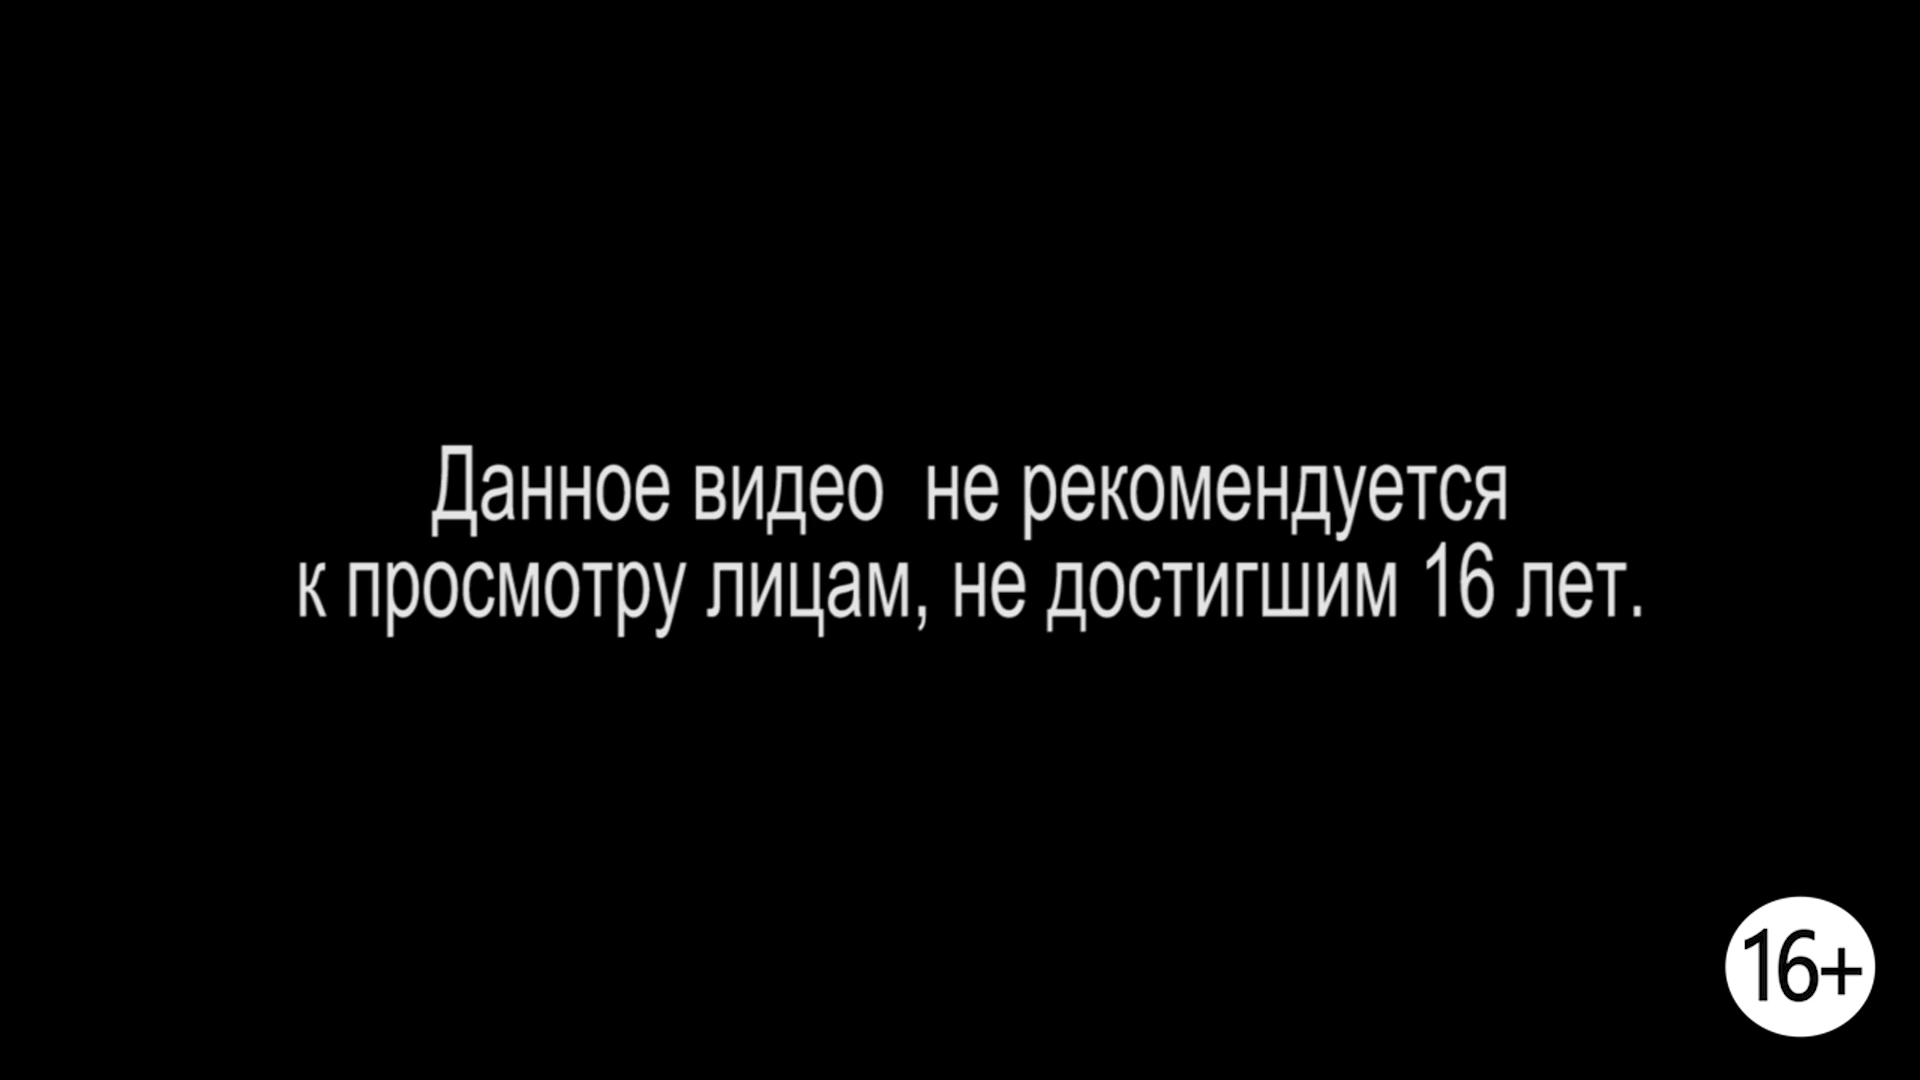 Данное видео  не рекомендуется
к просмотру лицам, не достигшим 16 лет.
16+